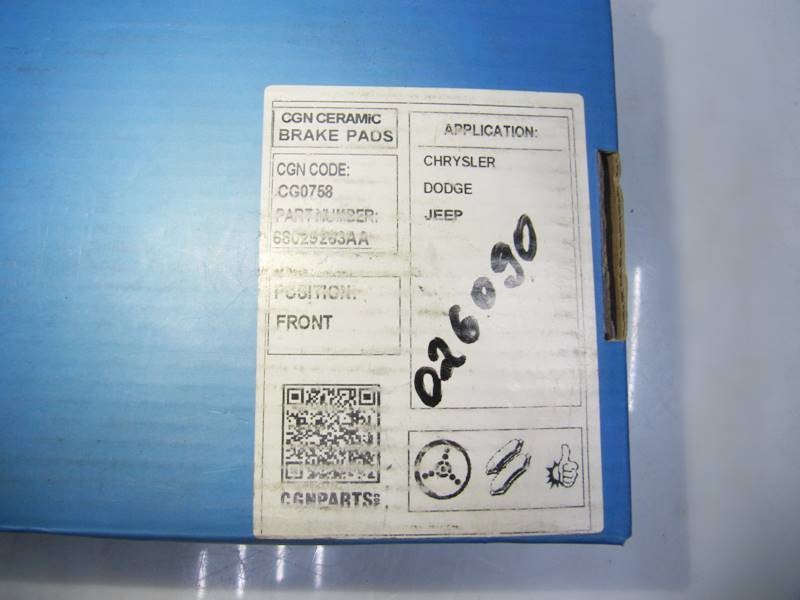 CGN CERAMIC
BRAKE PADS
CGN CODE:
CG0758
PART NUMBER:
68029263AA
POSITION:
FRONT
CGNPARTS
APPLICATION:
CHRYSLER
DODGE
JEEP
026090